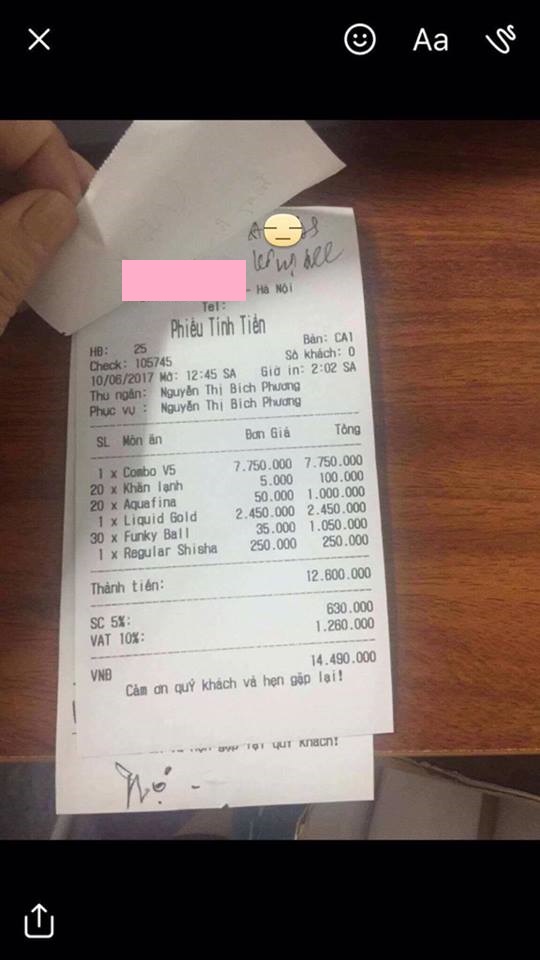 Aa
- Hà Nội
Tel:
Phiếu Tính Tiền
HĐ: 25 Bàn: CA1
Check: 105745 Số khách: 0
10/06/2017 Mở: 12:45 SA Giờ in: 2:02 SA
Thu ngân: Nguyễn Thị Bích Phương
Phục vụ : Nguyễn Thị Bích Phương
SL Món ăn Đơn Giá Tổng
1 x Combo V5 7.750.000 7.750.000
20 x Khăn lạnh 5.000 100.000
20 x Aquafina 50.000 1.000.000
1 x Liquid Gold 2.450.000 2.450.000
30 x Funky Ball 35.000 1.050.000
1 x Regular Shisha 250.000 250.000
Thành tiền: 12.600.000
SC 5%: 630.000
VAT 10%: 1.260.000
VNĐ 14.490.000
Cảm ơn quý khách và hẹn gặp lại!
gặp lại quý khách!